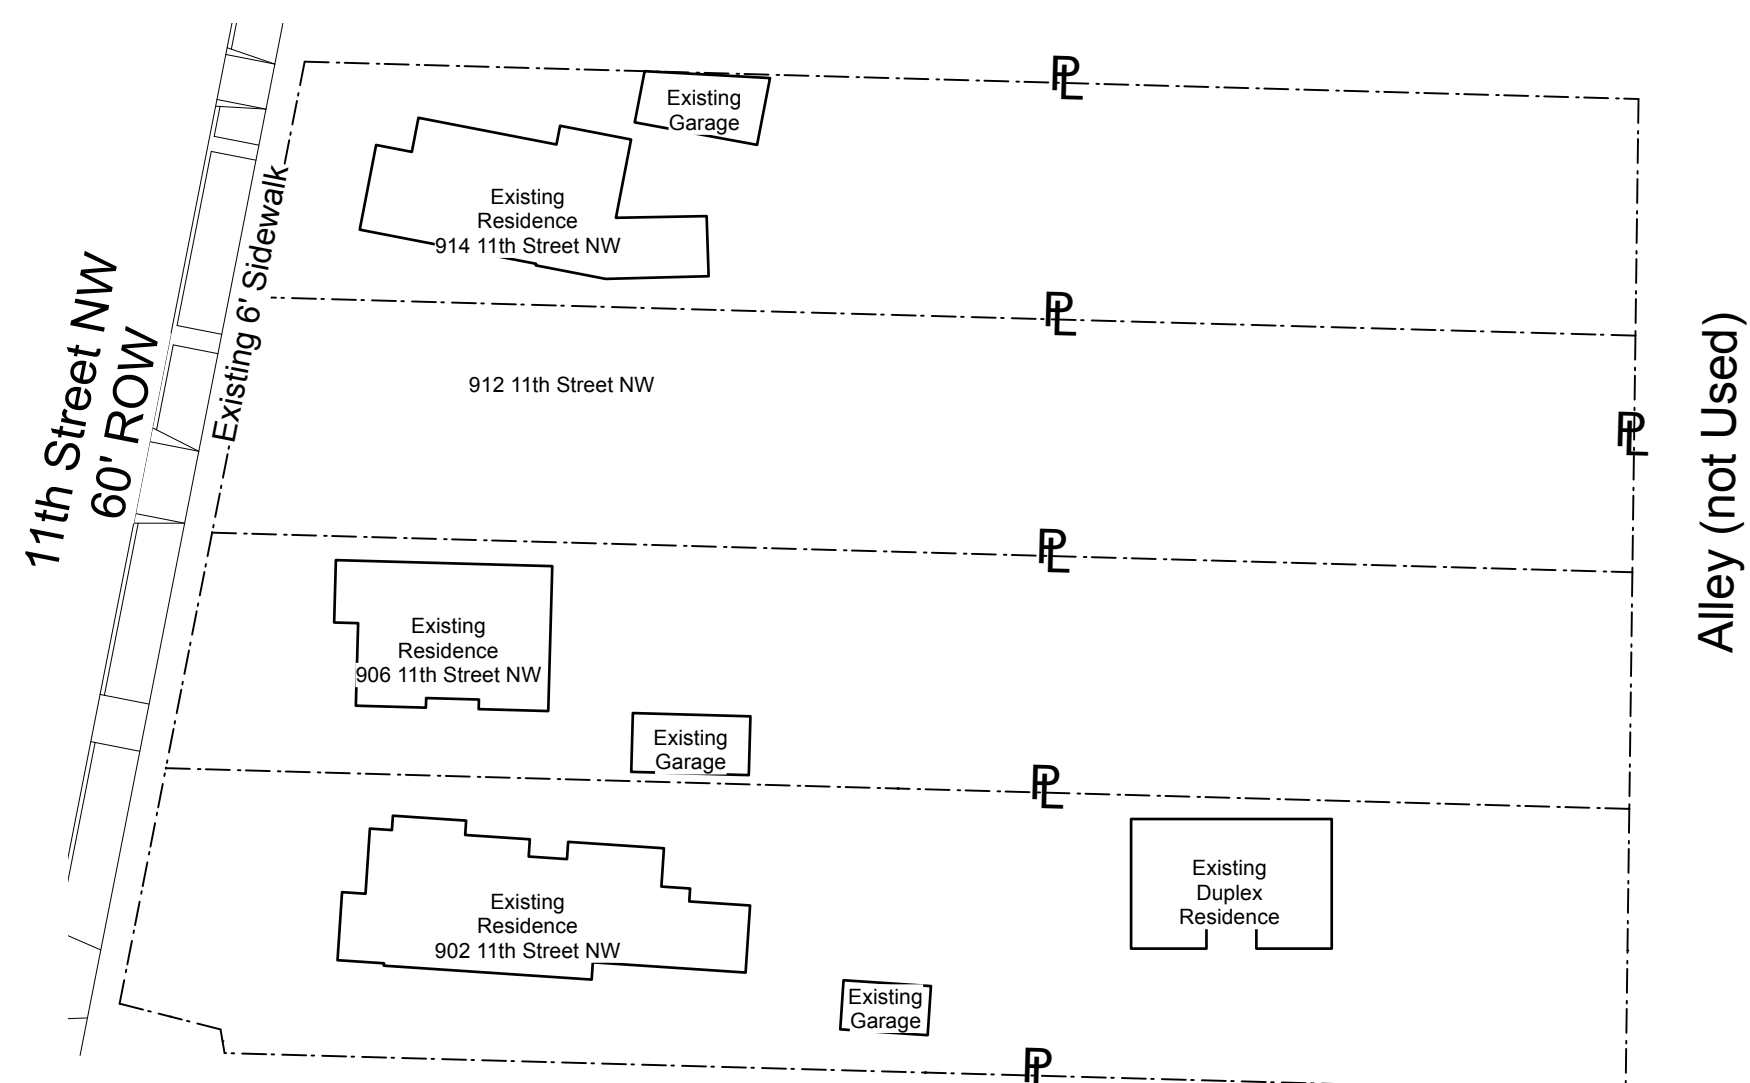 PL
Existing
Garage
Existing
Residence
914 11th Street NW
11th Street NW
60' ROW
Existing 6' Sidewalk
PL
912 11th Street NW
PL
Alley (not Used)
PL
Existing
Residence
906 11th Street NW
Existing
Garage
PL
Existing
Residence
902 11th Street NW
Existing
Duplex
Residence
Existing
Garage
PL